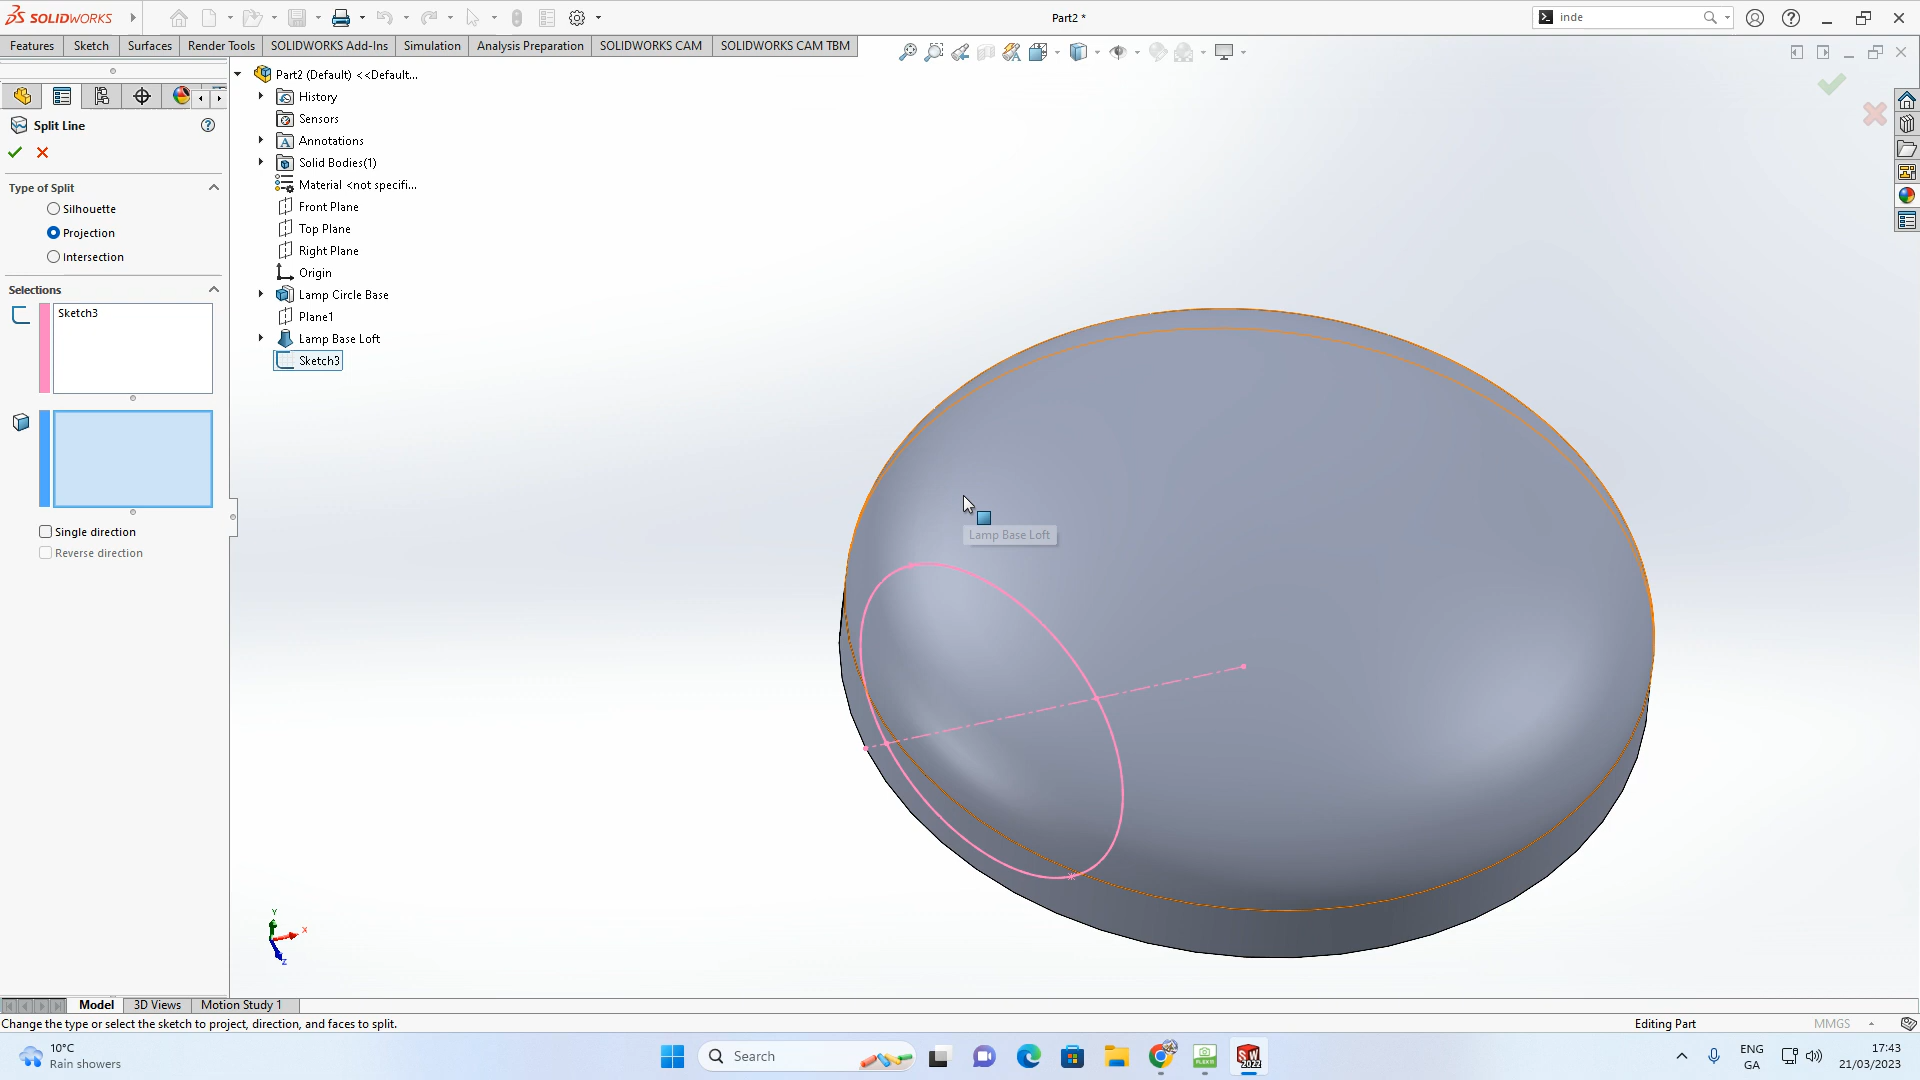 SOLIDWORKS
Part2 *
inde
Features
Sketch
Surfaces
Render Tools
SOLIDWORKS Add-Ins
Simulation
Analysis Preparation
SOLIDWORKS CAM
SOLIDWORKS CAM TBM
Part2 (Default) <<Default...
History
Sensors
Annotations
Solid Bodies(1)
Material <not specifi...
Front Plane
Top Plane
Right Plane
Origin
Lamp Circle Base
Plane1
Lamp Base Loft
Sketch3
Split Line
Type of Split
Silhouette
Projection
Intersection
Selections
Sketch3
Single direction
Reverse direction
Lamp Base Loft
Y
X
Z
Model
3D Views
Motion Study 1
Change the type or select the sketch to project, direction, and faces to split.
Editing Part
MMGS
10°C
Rain showers
Search
SW
2022
ENG
GA
17:43
21/03/2023